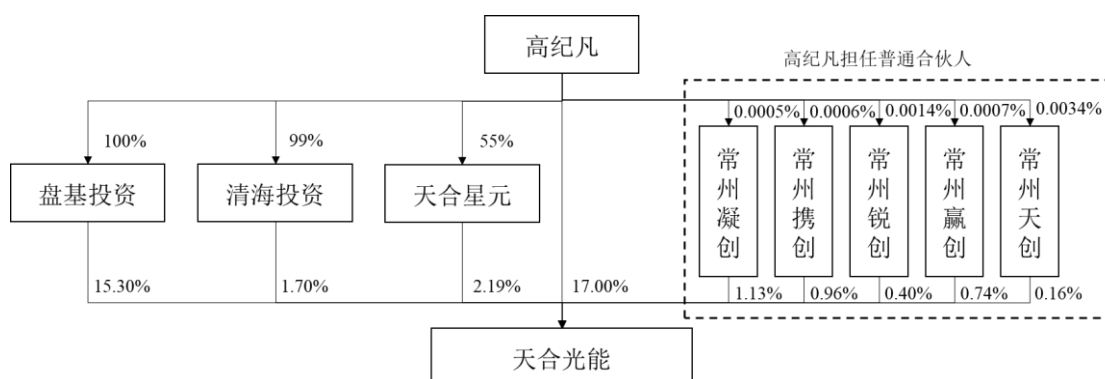 高纪凡
高纪凡担任普通合伙人
100%
99%
55%
0.0005%
0.0006%
0.0014%
0.0007%
0.0034%
盘基投资
清海投资
天合星元
常州凝创
常州携创
常州锐创
常州赢创
常州天创
15.30%
1.70%
2.19%
17.00%
1.13%
0.96%
0.40%
0.74%
0.16%
天合光能